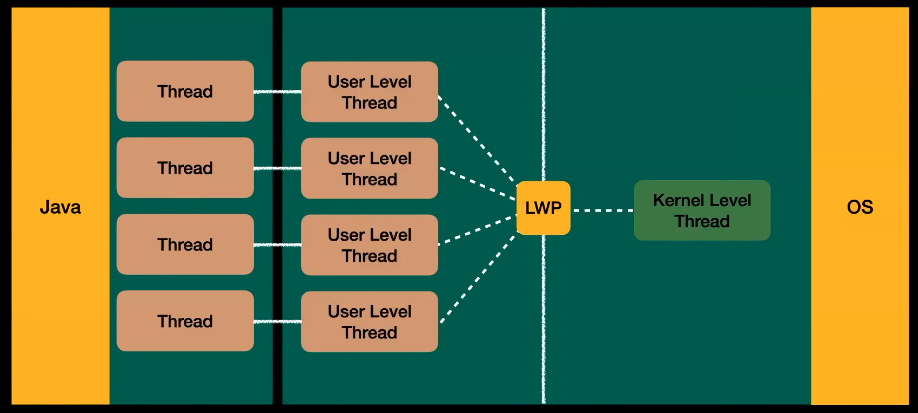 Java
Thread
Thread
Thread
Thread
User Level
Thread
User Level
Thread
User Level
Thread
User Level
Thread
LWP
Kernel Level
Thread
OS